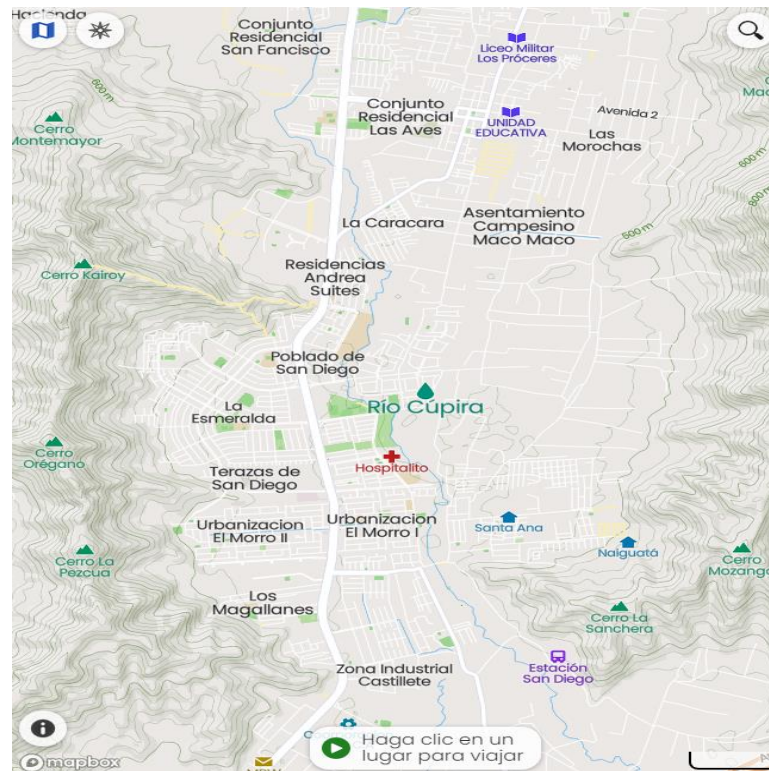 Hacienda
Conjunto
Residencial
San Fancisco
Liceo Militar
Los Próceres
600 m
Cerro
Montemayor
Conjunto
Residencial
Las Aves
UNIDAD
EDUCATIVA
Avenida 2
Las
Morochas
600 m
800 m
La Caracara
Asentamiento
Campesino
Maco Maco
600 m
Cerro Kairoy
Residencias
Andrea
Suites
Poblado de
San Diego
La
Esmeralda
Río Cúpira
Cerro
Orégano
Hospitalito
Terazas de
San Diego
Urbanizacion
El Morro II
Urbanizacion
El Morro I
Santa Ana
Naiguatá
Cerro La
Pezcua
Cerro
Mozanga
Los
Magallanes
Cerro La
Sanchera
Zona Industrial
Castillete
Estación
San Diego
Haga clic en un
lugar para viajar
mapbox